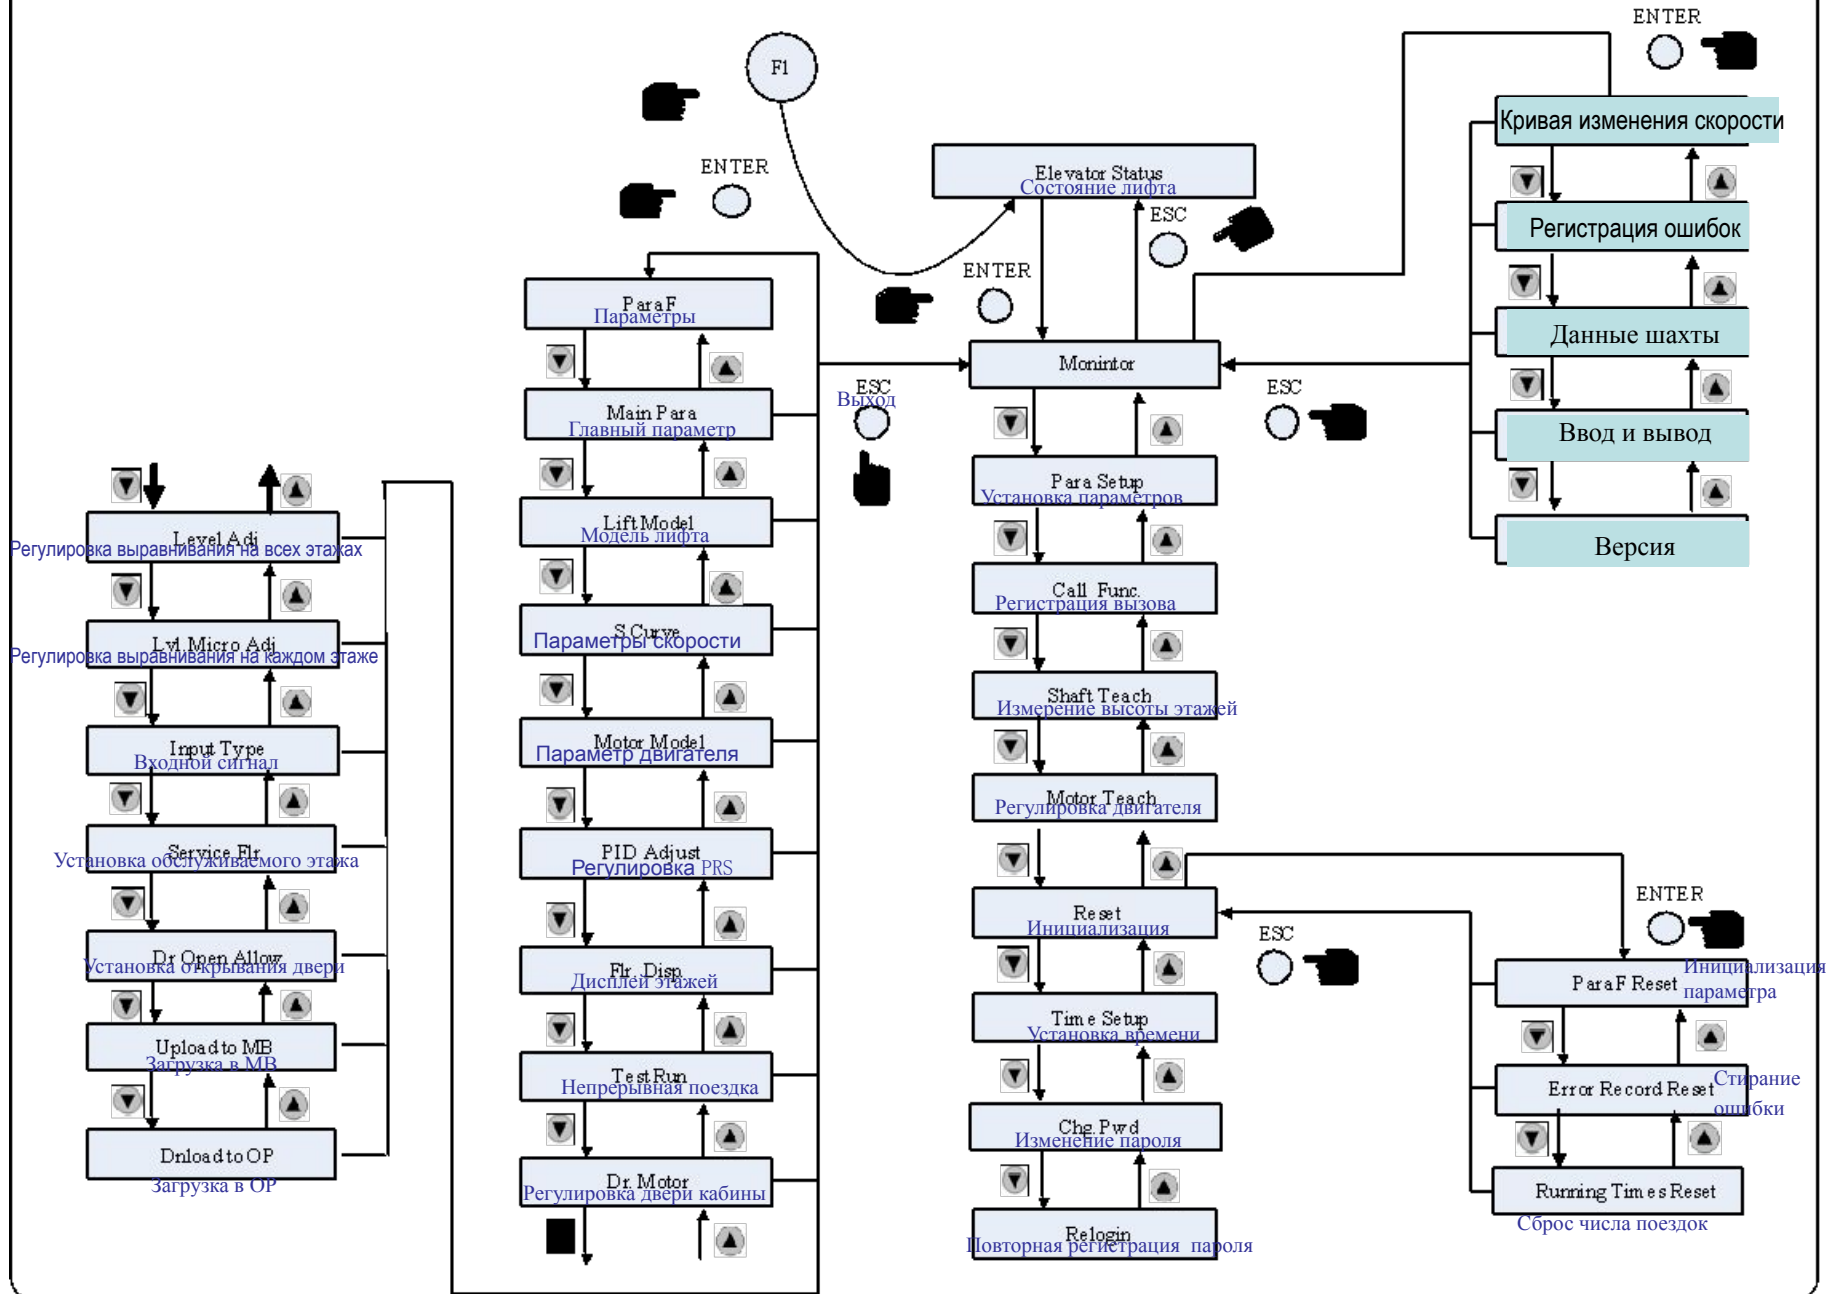 F1
ENTER
Elevator Status
Состояние лифта
ESC
ENTER
Monintor
Para Setup
Установка параметров
Call Func.
Регистрация вызова
Shaft Teach
Измерение высоты этажей
Motor Teach
Регулировка двигателя
Reset
Инициализация
Time Setup
Установка времени
Chg.Pwd
Изменение пароля
Relogin
Повторная регистрация пароля
ENTER
Кривая изменения скорости
Регистрация ошибок
Данные шахты
Ввод и вывод
Версия
ESC
ENTER
ESC
ParaF Reset
Инициализация
параметра
Error Record Reset
Стирание
ошибки
Running Times Reset
Сброс числа поездок
ParaF
Параметры
Main Para
Главный параметр
Lift Model
Модель лифта
S.Curve
Параметры скорости
Motor Model
Параметр двигателя
PID Adjust
Регулировка PRS
Flr. Disp.
Дисплей этажей
TestRun
Непрерывная поездка
Dr. Motor
Регулировка двери кабины
ESC
Выход
Level Adj
Регулировка выравнивания на всех этажах
Lvl.Micro Adj
Регулировка выравнивания на каждом этаже
Input Type
Входной сигнал
Service Flr
Установка обслуживаемого этажа
Dr Open Allow
Установка открывания двери
Upload to MB
Загрузка в MB
Dnload to OP
Загрузка в OP